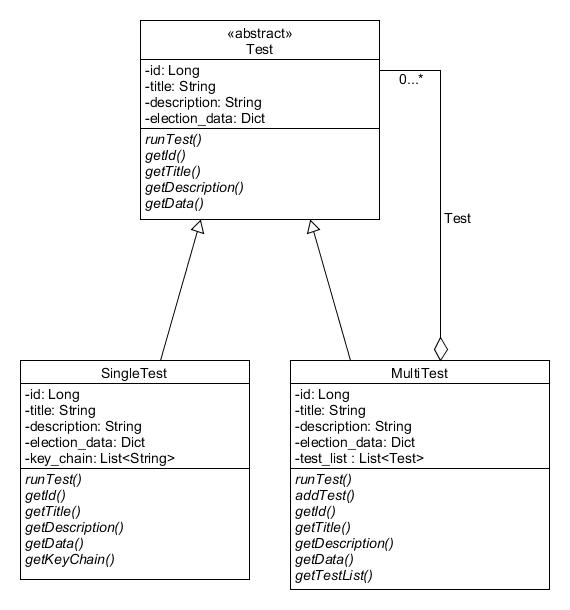 «abstract»
Test
-id: Long
-title: String
-description: String
-election_data: Dict
runTest()
getId()
getTitle()
getDescription()
getData()
0...*
Test
SingleTest
-id: Long
-title: String
-description: String
-election_data: Dict
-key_chain: List<String>
runTest()
getId()
getTitle()
getDescription()
getData()
getKeyChain()
MultiTest
-id: Long
-title: String
-description: String
-election_data: Dict
-test_list : List<Test>
runTest()
addTest()
getId()
getTitle()
getDescription()
getData()
getTestList()